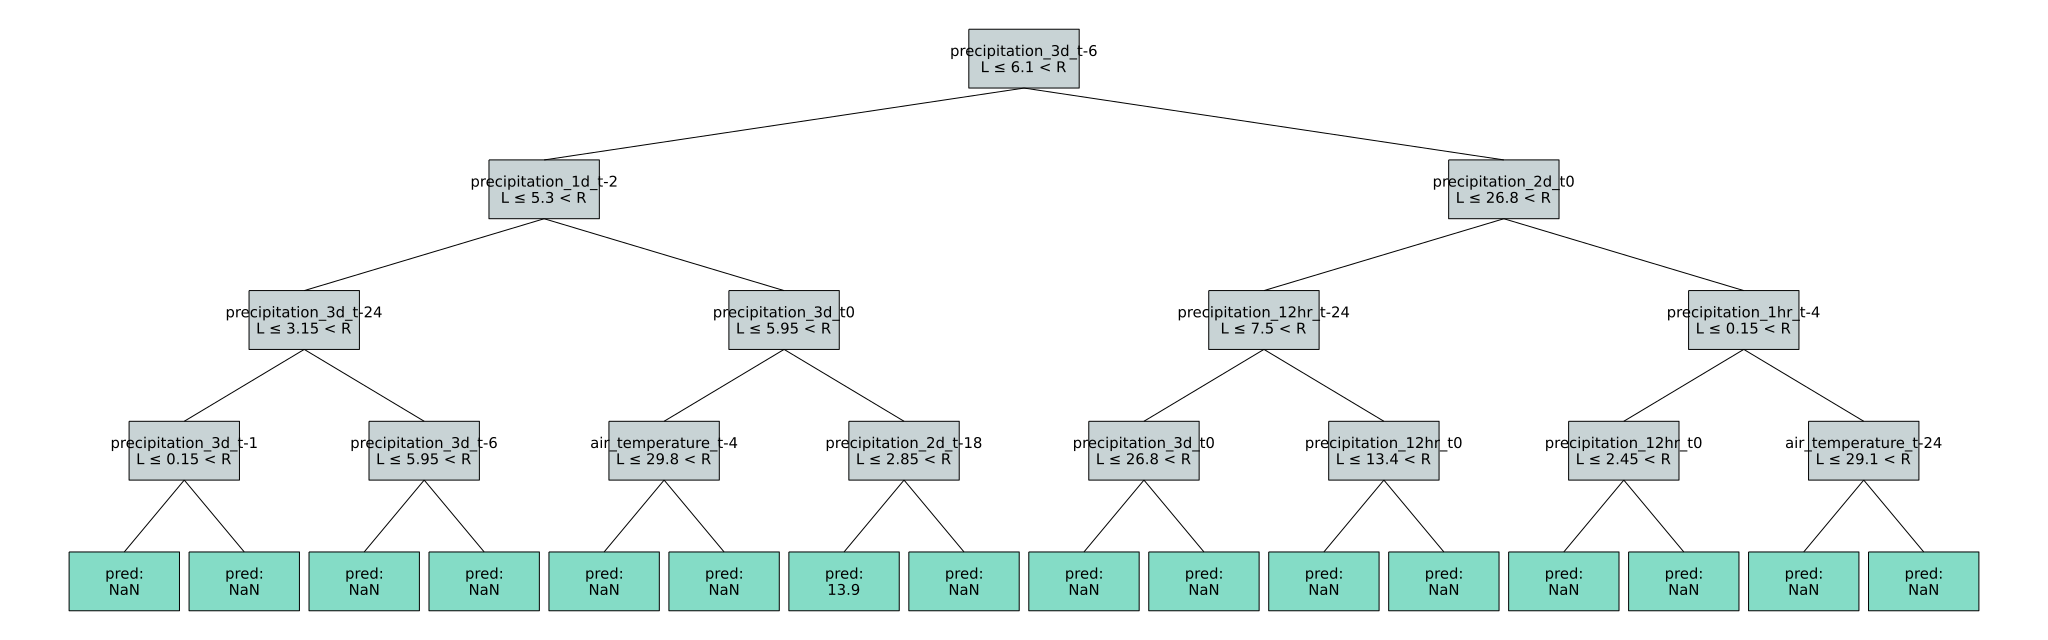 precipitation_3d_t-6
L ≤ 6.1 < R
precipitation_1d_t-2
L ≤ 5.3 < R
precipitation_2d_t0
L ≤ 26.8 < R
precipitation_3d_t-24
L ≤ 3.15 < R
precipitation_3d_t0
L ≤ 5.95 < R
precipitation_12hr_t-24
L ≤ 7.5 < R
precipitation_1hr_t-4
L ≤ 0.15 < R
precipitation_3d_t-1
L ≤ 0.15 < R
precipitation_3d_t-6
L ≤ 5.95 < R
air_temperature_t-4
L ≤ 29.8 < R
precipitation_2d_t-18
L ≤ 2.85 < R
precipitation_3d_t0
L ≤ 26.8 < R
precipitation_12hr_t0
L ≤ 13.4 < R
precipitation_12hr_t0
L ≤ 2.45 < R
air_temperature_t-24
L ≤ 29.1 < R
pred:
NaN
pred:
NaN
pred:
NaN
pred:
NaN
pred:
NaN
pred:
NaN
pred:
13.9
pred:
NaN
pred:
NaN
pred:
NaN
pred:
NaN
pred:
NaN
pred:
NaN
pred:
NaN
pred:
NaN
pred:
NaN